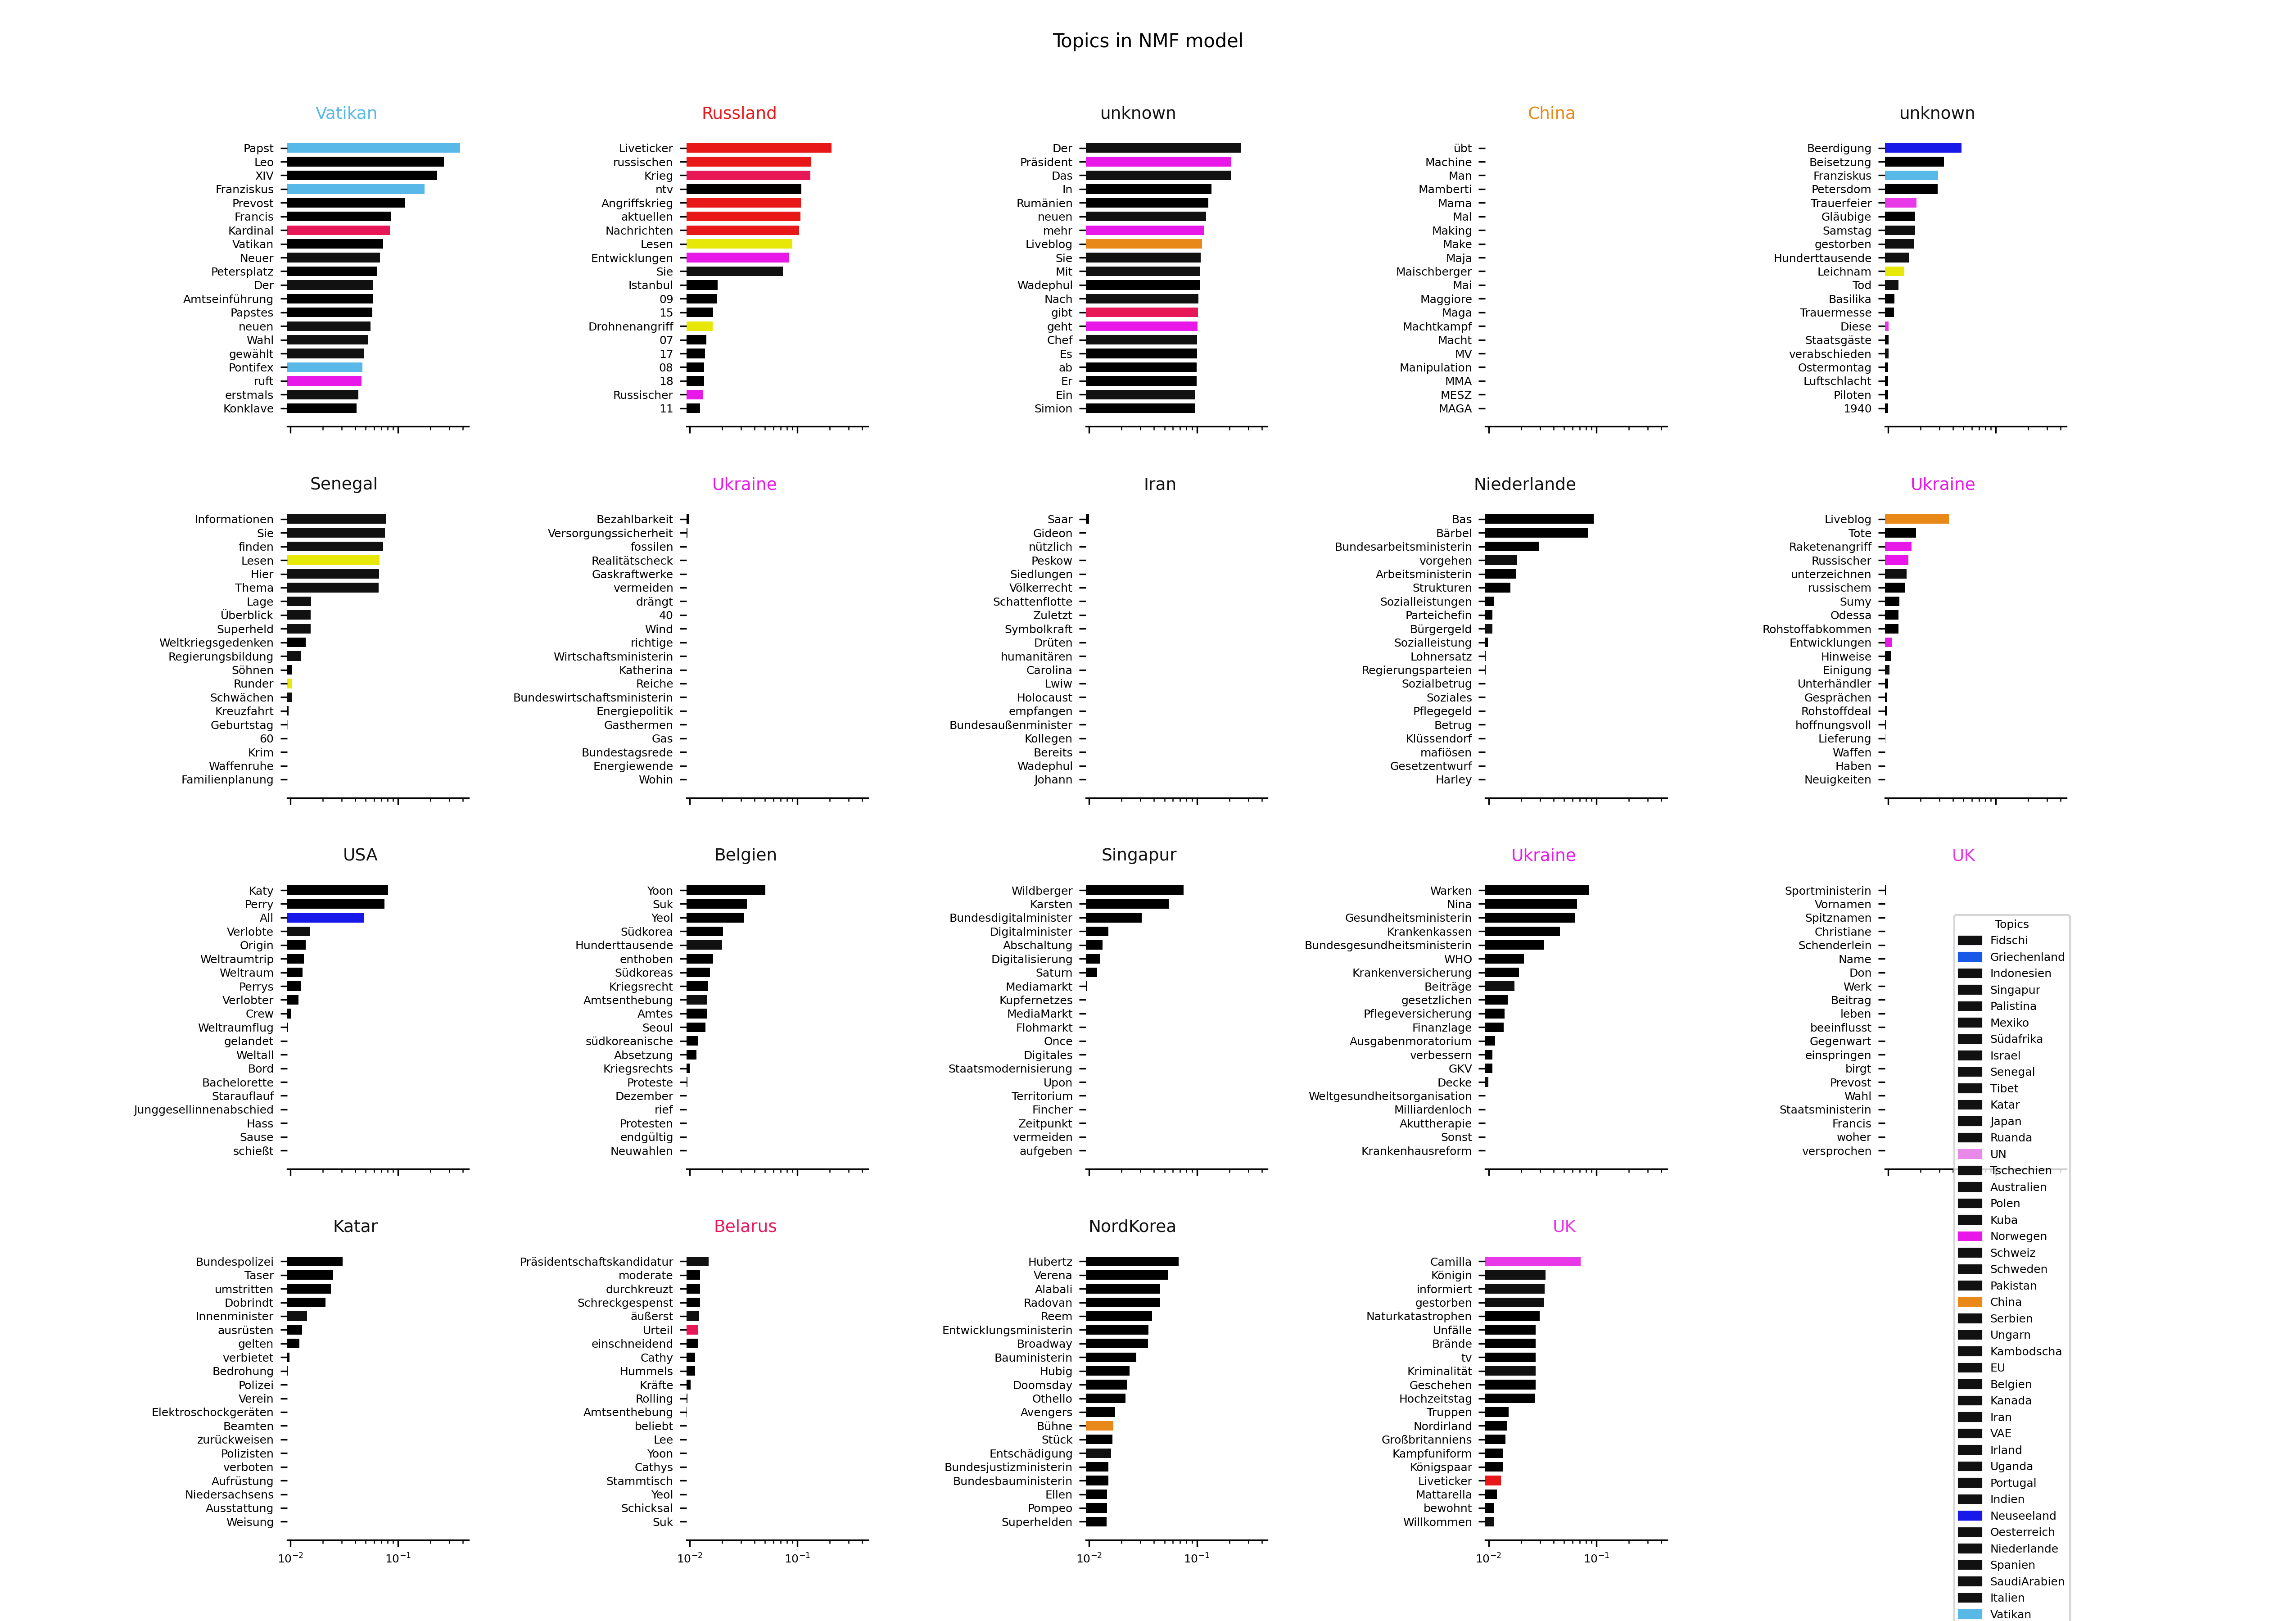 Topics in NMF model
Vatikan
Papst
Leo
XIV
Franziskus
Prevost
Francis
Kardinal
Vatikan
Neuer
Petersplatz
Der
Amtseinführung
Papstes
neuen
Wahl
gewählt
Pontifex
ruft
erstmals
Konklave
Russland
Liveticker
russischen
Krieg
ntv
Angriffskrieg
aktuellen
Nachrichten
Lesen
Entwicklungen
Sie
Istanbul
09
15
Drohnenangriff
07
17
08
18
Russischer
11
unknown
Der
Präsident
Das
In
Rumänien
neuen
mehr
Liveblog
Sie
Mit
Wadephul
Nach
gibt
geht
Chef
Es
ab
Er
Ein
Simion
China
übt
Machine
Man
Mamberti
Mama
Mal
Making
Make
Maja
Maischberger
Mai
Maggiore
Maga
Machtkampf
Macht
MV
Manipulation
MMA
MESZ
MAGA
unknown
Beerdigung
Beisetzung
Franziskus
Petersdom
Trauerfeier
Gläubige
Samstag
gestorben
Hunderttausende
Leichnam
Tod
Basilika
Trauermesse
Diese
Staatsgäste
verabschieden
Ostermontag
Luftschlacht
Piloten
1940
Senegal
Informationen
Sie
finden
Lesen
Hier
Thema
Lage
Überblick
Superheld
Weltkriegsgedenken
Regierungsbildung
Söhnen
Runder
Schwächen
Kreuzfahrt
Geburtstag
60
Krim
Waffenruhe
Familienplanung
Ukraine
Bezahlbarkeit
Versorgungssicherheit
fossilen
Realitätscheck
Gaskraftwerke
vermeiden
drängt
40
Wind
richtige
Wirtschaftsministerin
Katherina
Reiche
Bundeswirtschaftsministerin
Energiepolitik
Gasthermen
Gas
Bundestagsrede
Energiewende
Wohin
Iran
Saar
Gideon
nützlich
Peskow
Siedlungen
Völkerrecht
Schattenflotte
Zuletzt
Symbolkraft
Drüten
humanitären
Carolina
Lwiw
Holocaust
empfangen
Bundesaußenminister
Kollegen
Bereits
Wadephul
Johann
Niederlande
Bas
Bärbel
Bundesarbeitsministerin
vorgehen
Arbeitsministerin
Strukturen
Sozialleistungen
Parteichefin
Bürgergeld
Sozialleistung
Lohnersatz
Regierungsparteien
Sozialbetrug
Soziales
Pflegegeld
Betrug
Klüssendorf
mafiösen
Gesetzentwurf
Harley
Ukraine
Liveblog
Tote
Raketenangriff
Russischer
unterzeichnen
russischem
Sumy
Odessa
Rohstoffabkommen
Entwicklungen
Hinweise
Einigung
Unterhändler
Gesprächen
Rohstoffdeal
hoffnungsvoll
Lieferung
Waffen
Haben
Neuigkeiten
USA
Katy
Perry
All
Verlobte
Origin
Weltraumtrip
Weltraum
Perrys
Verlobter
Crew
Weltraumflug
gelandet
Weltall
Bord
Bachelorette
Starauflauf
Junggesellinnenabschied
Hass
Sause
schießt
Belgien
Yoon
Suk
Yeol
Südkorea
Hunderttausende
enthoben
Südkoreas
Kriegsrecht
Amtsenthebung
Amtes
Seoul
südkoreanische
Absetzung
Kriegsrechts
Proteste
Dezember
rief
Protesten
endgültig
Neuwahlen
Singapur
Wildberger
Karsten
Bundesdigitalminister
Digitalminister
Abschaltung
Digitalisierung
Saturn
Mediamarkt
Kupfernetzes
MediaMarkt
Flohmarkt
Once
Digitales
Staatsmodernisierung
Upon
Territorium
Fincher
Zeitpunkt
vermeiden
aufgeben
Ukraine
Warken
Nina
Gesundheitsministerin
Krankenkassen
Bundesgesundheitsministerin
WHO
Krankenversicherung
Beiträge
gesetzlichen
Pflegeversicherung
Finanzlage
Ausgabenmoratorium
verbessern
GKV
Decke
Weltgesundheitsorganisation
Milliardenloch
Akuttherapie
Sonst
Krankenhausreform
UK
Sportministerin
Vornamen
Spitznamen
Christiane
Schenderlein
Name
Don
Werk
Beitrag
leben
beeinflusst
Gegenwart
einspringen
birgt
Prevost
Wahl
Staatsministerin
Francis
woher
versprochen
Katar
Bundespolizei
Taser
umstritten
Dobrindt
Innenminister
ausrüsten
gelten
verbietet
Bedrohung
Polizei
Verein
Elektroschockgeräten
Beamten
zurückweisen
Polizisten
verboten
Aufrüstung
Niedersachsens
Ausstattung
Weisung
10⁻² 10⁻¹
Belarus
Präsidentschaftskandidatur
moderate
durchkreuzt
Schreckgespenst
äußerst
Urteil
einschneidend
Cathy
Hummels
Kräfte
Rolling
Amtsenthebung
beliebt
Lee
Yoon
Cathys
Stammtisch
Yeol
Schicksal
Suk
10⁻² 10⁻¹
NordKorea
Hubertz
Verena
Alabali
Radovan
Reem
Entwicklungsministerin
Broadway
Bauministerin
Hubig
Doomsday
Othello
Avengers
Bühne
Stück
Entschädigung
Bundesjustizministerin
Bundesbauministerin
Ellen
Pompeo
Superhelden
10⁻² 10⁻¹
UK
Camilla
Königin
informiert
gestorben
Naturkatastrophen
Unfälle
Brände
tv
Kriminalität
Geschehen
Hochzeitstag
Truppen
Nordirland
Großbritanniens
Kampfuniform
Königspaar
Liveticker
Mattarella
bewohnt
Willkommen
10⁻² 10⁻¹
Topics
Fidschi
Griechenland
Indonesien
Singapur
Palistina
Mexiko
Südafrika
Israel
Senegal
Tibet
Katar
Japan
Ruanda
UN
Tschechien
Australien
Polen
Kuba
Norwegen
Schweiz
Schweden
Pakistan
China
Serbien
Ungarn
Kambodscha
EU
Belgien
Kanada
Iran
VAE
Irland
Uganda
Portugal
Indien
Neuseeland
Oesterreich
Niederlande
Spanien
SaudiArabien
Italien
Vatikan